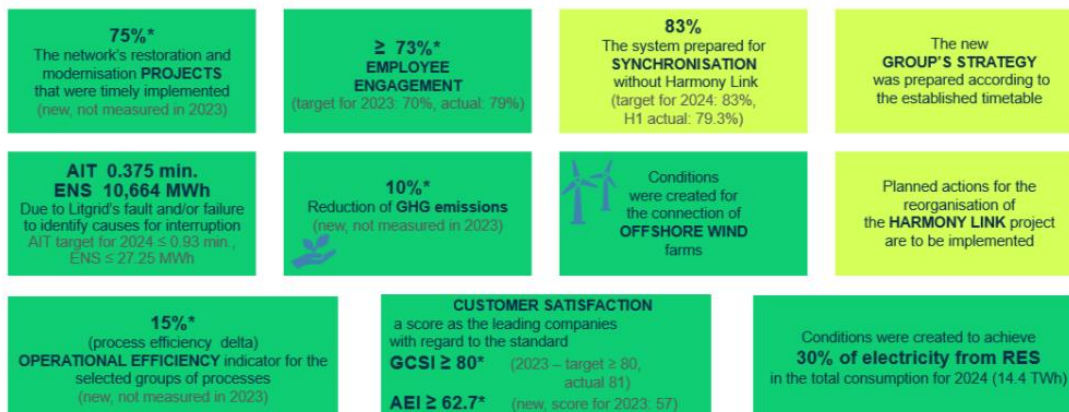 75%*
The network's restoration and
modernisation PROJECTS
that were timely implemented
(new, not measured in 2023)
≥ 73%*
EMPLOYEE
ENGAGEMENT
(target for 2023: 70%, actual: 79%)
83%
The system prepared for
SYNCHRONISATION
without Harmony Link
(target for 2024: 83%,
H1 actual: 79.3%)
The new
GROUP'S STRATEGY
was prepared according to
the established timetable
AIT 0.375 min.
ENS 10,664 MWh
Due to Litgrid's fault and/or failure
to identify causes for interruption
AIT target for 2024 ≤ 0.93 min.,
ENS ≤ 27.25 MWh
10%*
Reduction of GHG emissions
(new, not measured in 2023)
Conditions
were created for
the connection of
OFFSHORE WIND
farms
Planned actions for the
reorganisation of
the HARMONY LINK project
are to be implemented
15%*
(process efficiency delta)
OPERATIONAL EFFICIENCY indicator for the
selected groups of processes
(new, not measured in 2023)
CUSTOMER SATISFACTION
a score as the leading companies
with regard to the standard
GCSI ≥ 80* (2023 – target ≥ 80,
actual 81)
AEI ≥ 62.7* (new, score for 2023: 57)
Conditions were created to achieve
30% of electricity from RES
in the total consumption for 2024 (14.4 TWh)